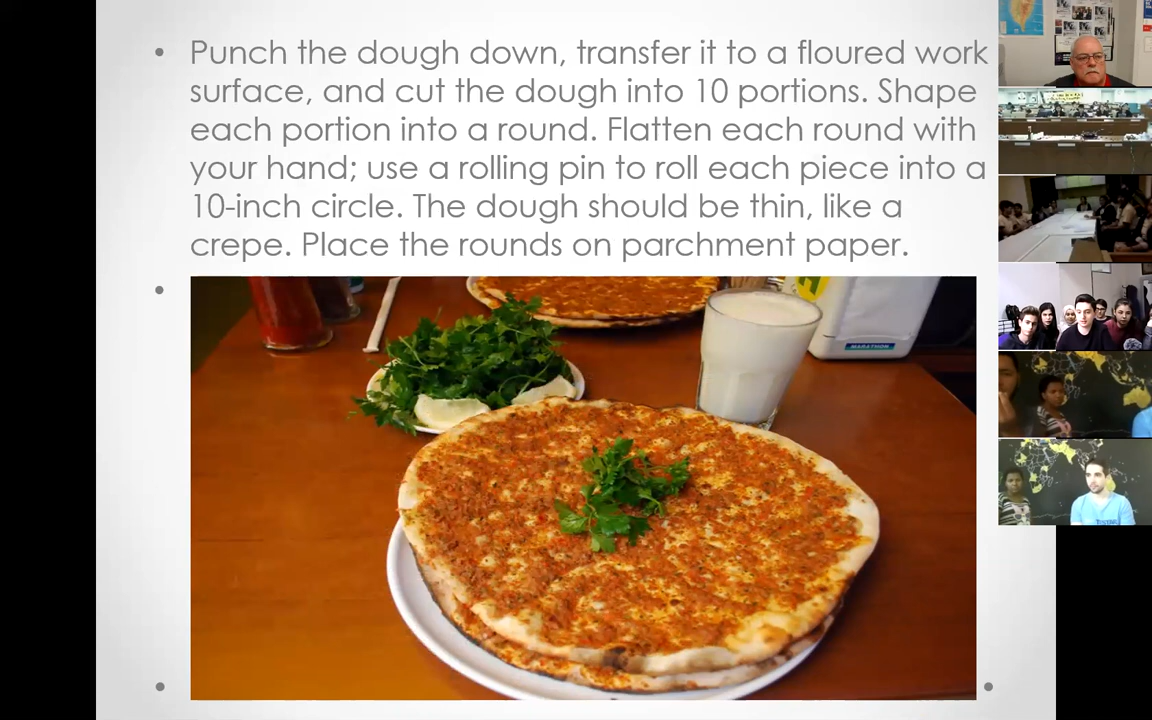 Punch the dough down, transfer it to a floured work
surface, and cut the dough into 10 portions. Shape
each portion into a round. Flatten each round with
your hand; use a rolling pin to roll each piece into a
10-inch circle. The dough should be thin, like a
crepe. Place the rounds on parchment paper.
MARATHON